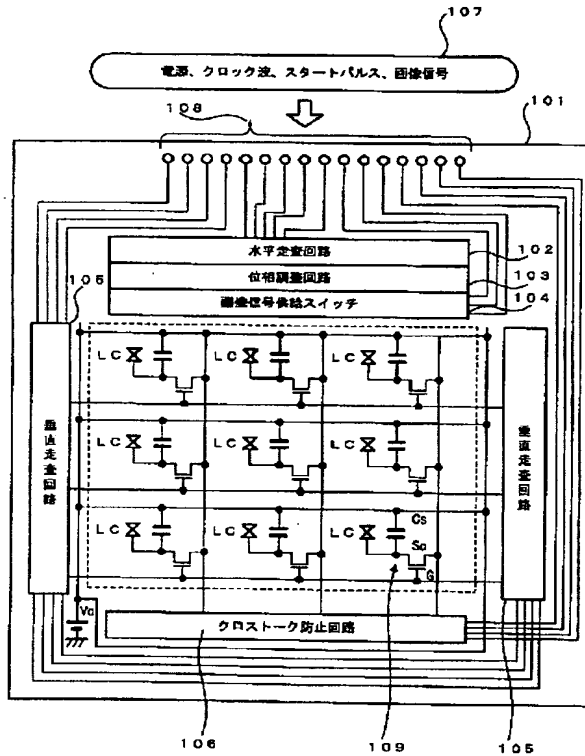 107
電源、クロック波、スタートパルス、画像信号
108
101
水平走査回路
102
位相調整回路
103
画像信号供給スイッチ
104
105
LC
LC
LC
垂直走査回路
垂直走査回路
LC
LC
LC
LC
LC
LC
Cs
Sc
G
Vc
クロストーク防止回路
106
109
105